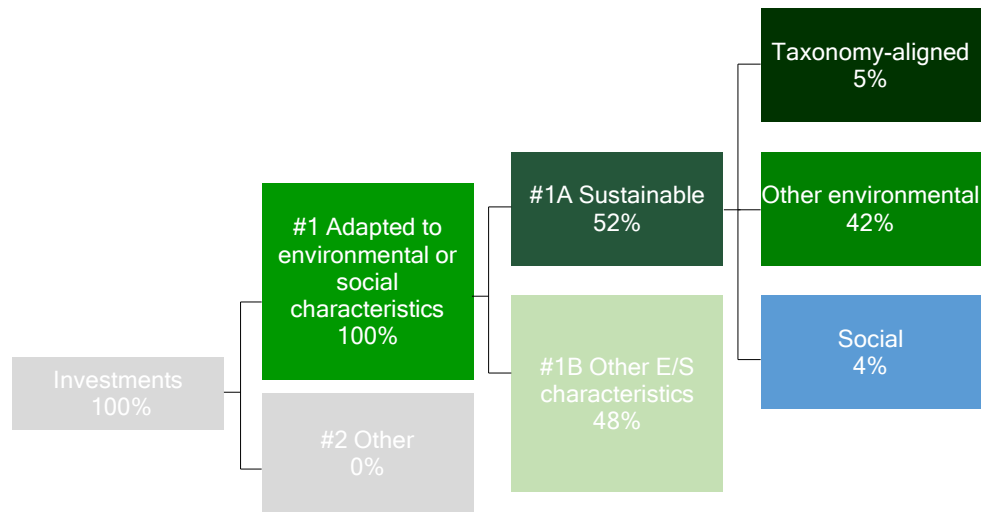 Investments
100%
#1 Adapted to
environmental or
social
characteristics
100%
#2 Other
0%
#1A Sustainable
52%
#1B Other E/S
characteristics
48%
Taxonomy-aligned
5%
Other environmental
42%
Social
4%